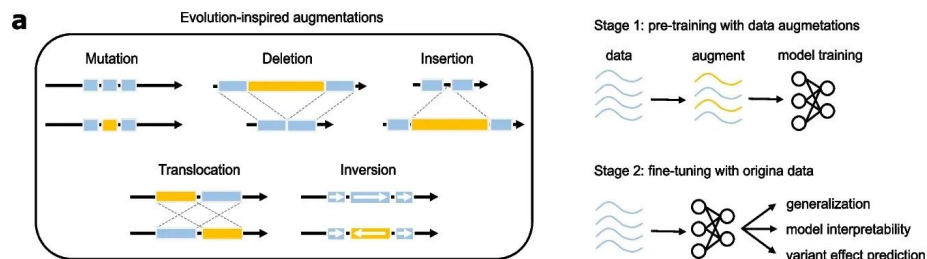 a
Evolution-inspired augmentations
Mutation
Deletion
Insertion
Translocation
Inversion
Stage 1: pre-training with data augmetations
data
augment
model training
Stage 2: fine-tuning with origina data
generalization
model interpretability
variant effect prediction